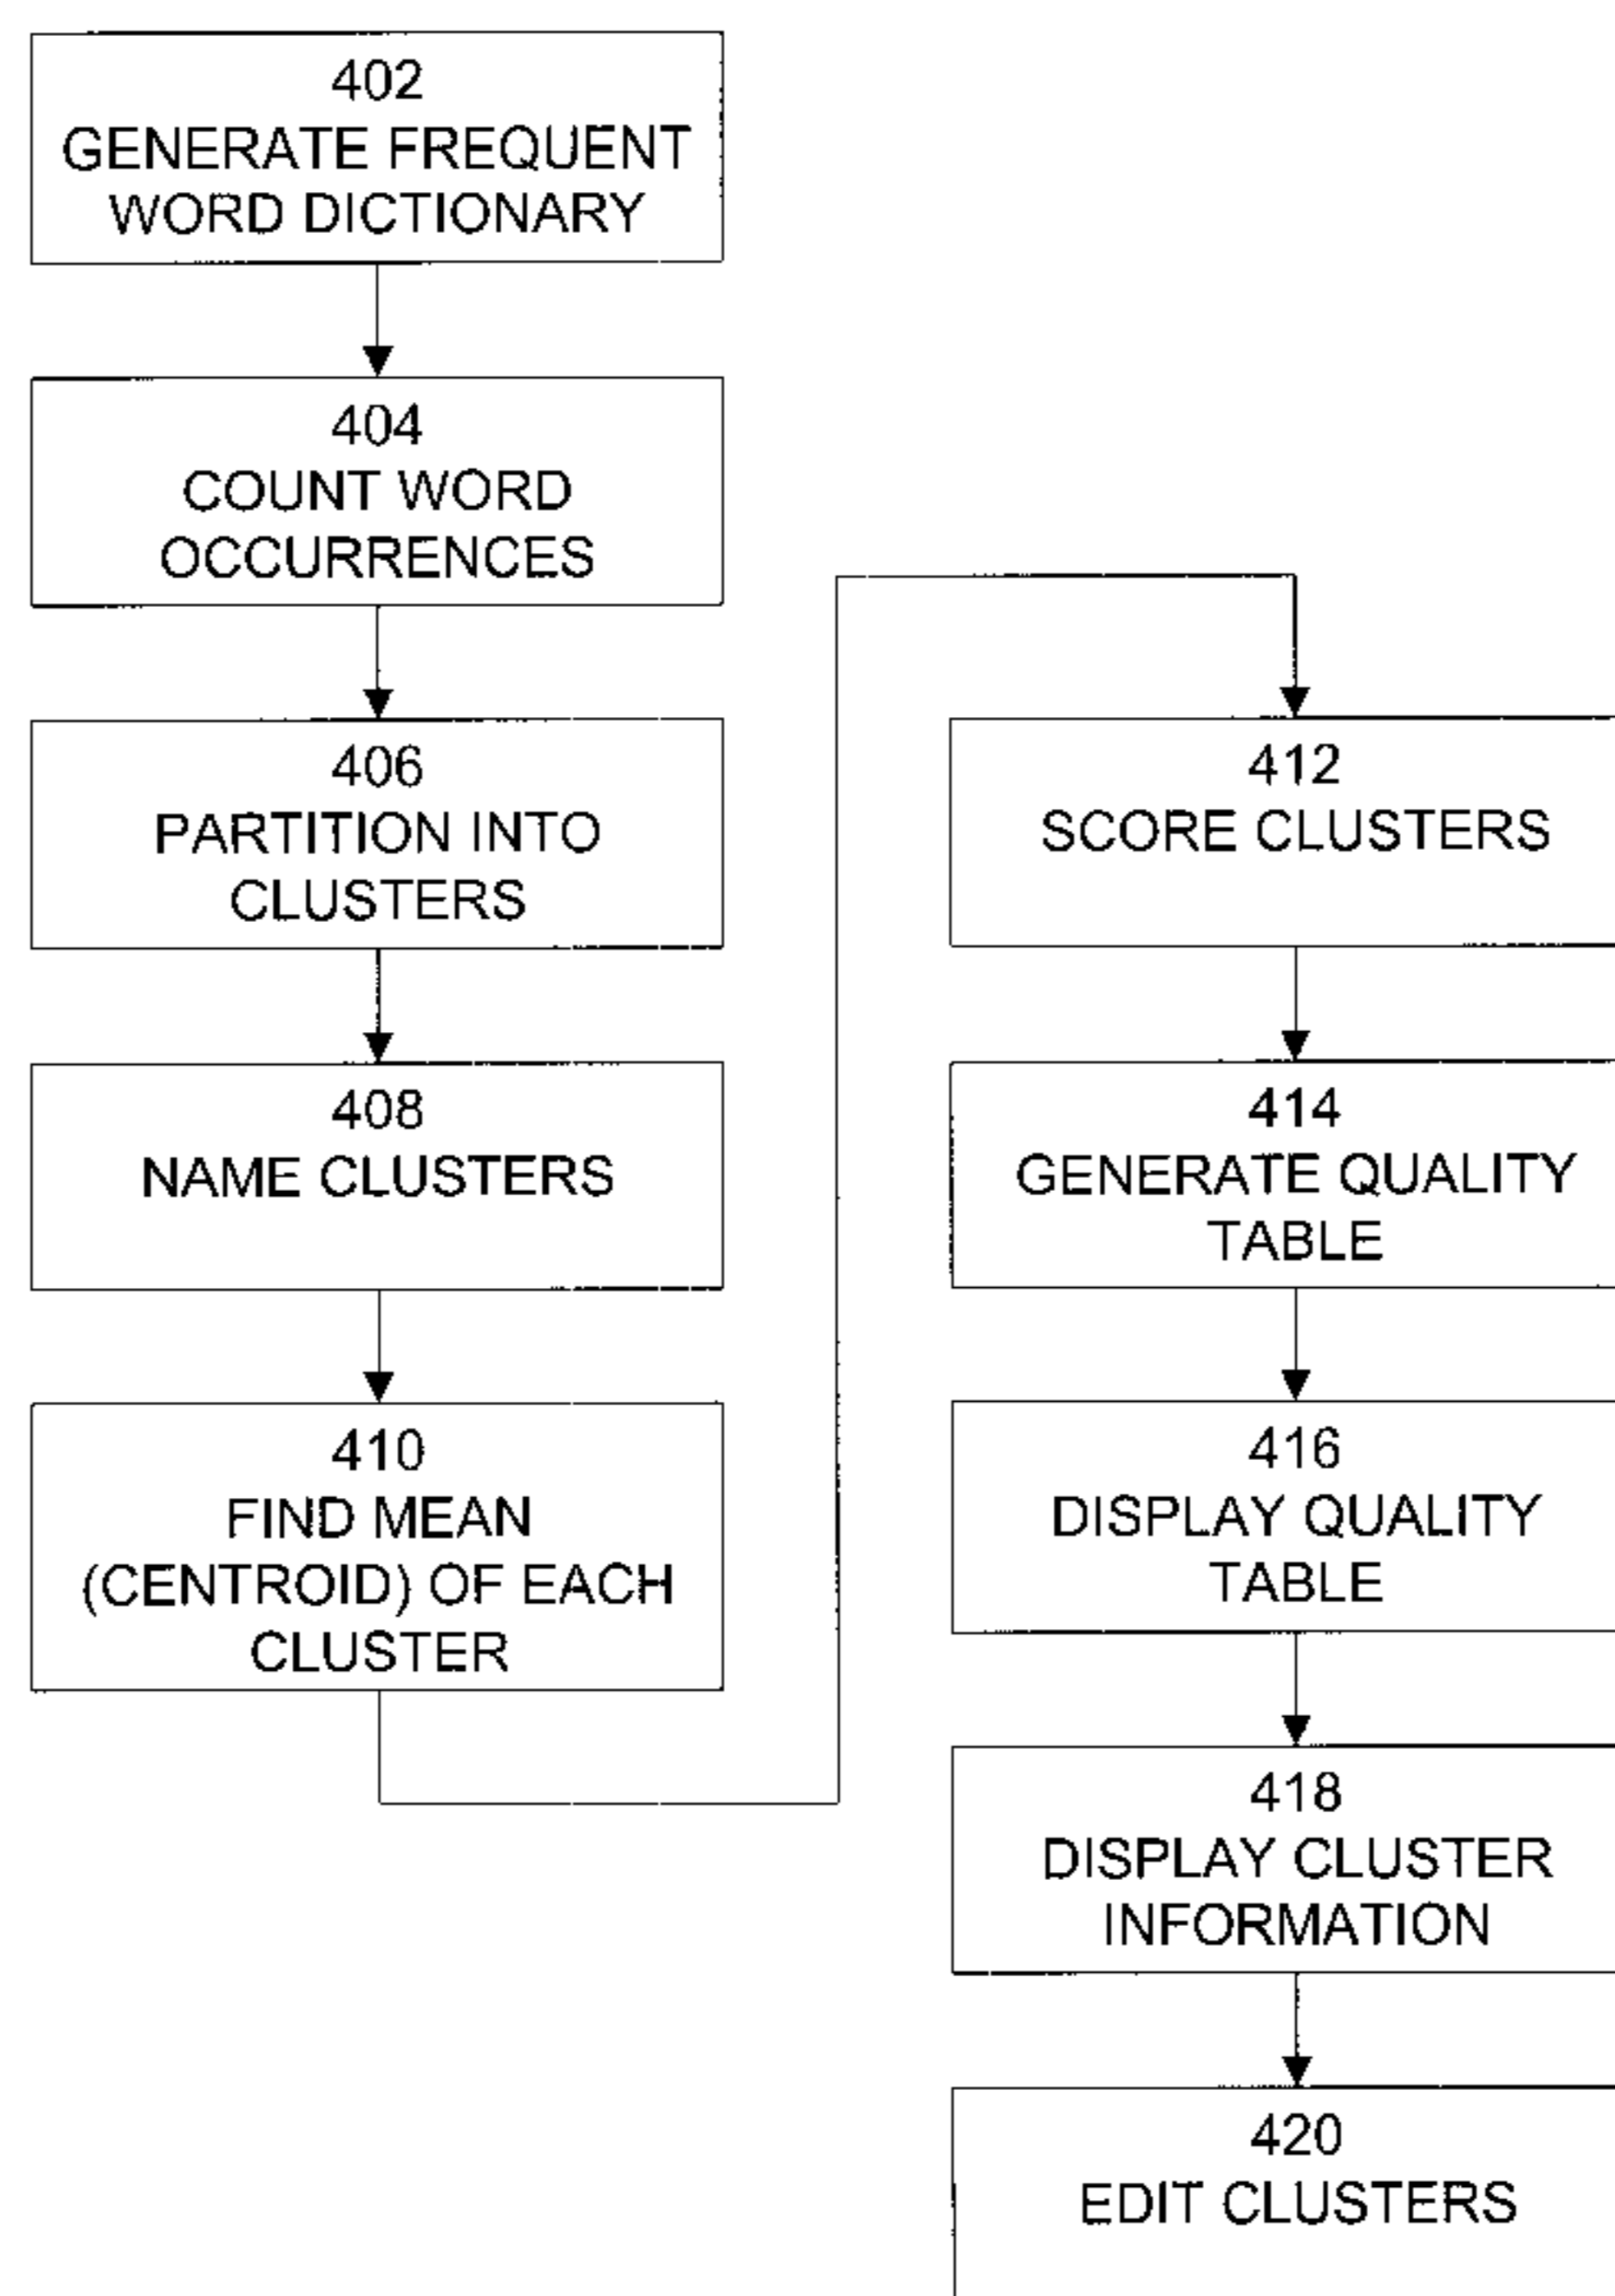 402
GENERATE FREQUENT
WORD DICTIONARY
404
COUNT WORD
OCCURRENCES
406
PARTITION INTO
CLUSTERS
408
NAME CLUSTERS
410
FIND MEAN
(CENTROID) OF EACH
CLUSTER
412
SCORE CLUSTERS
414
GENERATE QUALITY
TABLE
416
DISPLAY QUALITY
TABLE
418
DISPLAY CLUSTER
INFORMATION
420
EDIT CLUSTERS